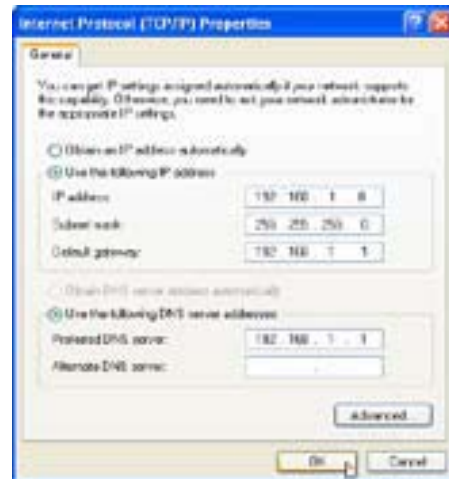 Internet Protocol (TCP/IP) Properties
General
You can get IP settings assigned automatically if your network supports
this capability. Otherwise, you need to ask your network administrator for
the appropriate IP settings.
Obtain an IP address automatically
Use the following IP address
IP address:
192 168 1
Subnet mask:
255 255 255 0
Default gateway:
192 168 1 1
Obtain DNS server address automatically
Use the following DNS server addresses
Preferred DNS server:
192 . 168 . 1 . 1
Alternate DNS server:
Advanced...
OK
Cancel